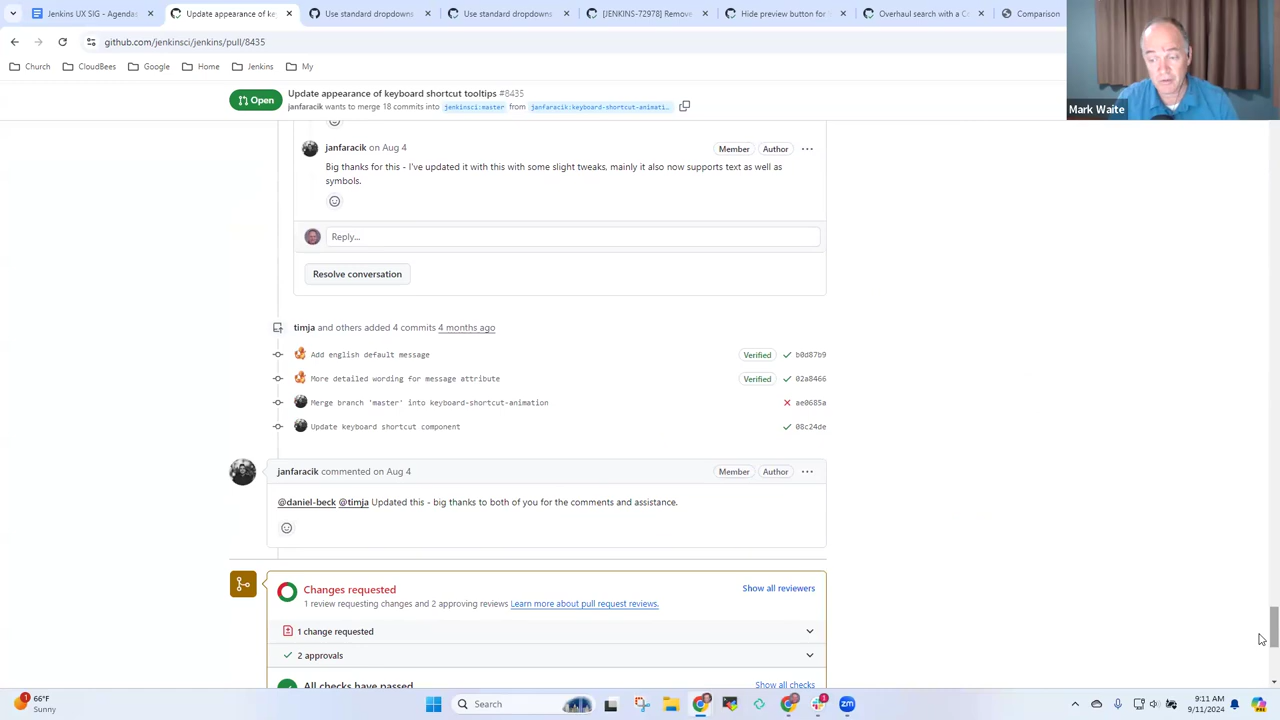 Jenkins UX SIG - Agendas
Update appearance of ke
Use standard dropdowns
Use standard dropdowns
[JENKINS-72978] Remove
Hide preview button for
Overhaul search with a C
Comparison
github.com/jenkinsci/jenkins/pull/8435
Church
CloudBees
Google
Home
Jenkins
My
Mark Waite
Open
Update appearance of keyboard shortcut tooltips #8435
janfaracik wants to merge 18 commits into jenkinsci:master from janfaracik:keyboard-shortcut-animati...
janfaracik on Aug 4
Member
Author
Big thanks for this - I've updated it with this with some slight tweaks, mainly it also now supports text as well as
symbols.
Reply...
Resolve conversation
timja and others added 4 commits 4 months ago
Add english default message
Verified
b0d87b9
More detailed wording for message attribute
Verified
02a8466
Merge branch 'master' into keyboard-shortcut-animation
ae0685a
Update keyboard shortcut component
08c24de
janfaracik commented on Aug 4
Member
Author
@daniel-beck @timja Updated this - big thanks to both of you for the comments and assistance.
Changes requested
Show all reviewers
1 review requesting changes and 2 approving reviews Learn more about pull request reviews.
1 change requested
2 approvals
All checks have passed
Show all checks
1
66°F
Sunny
Search
1
9:11 AM
9/11/2024